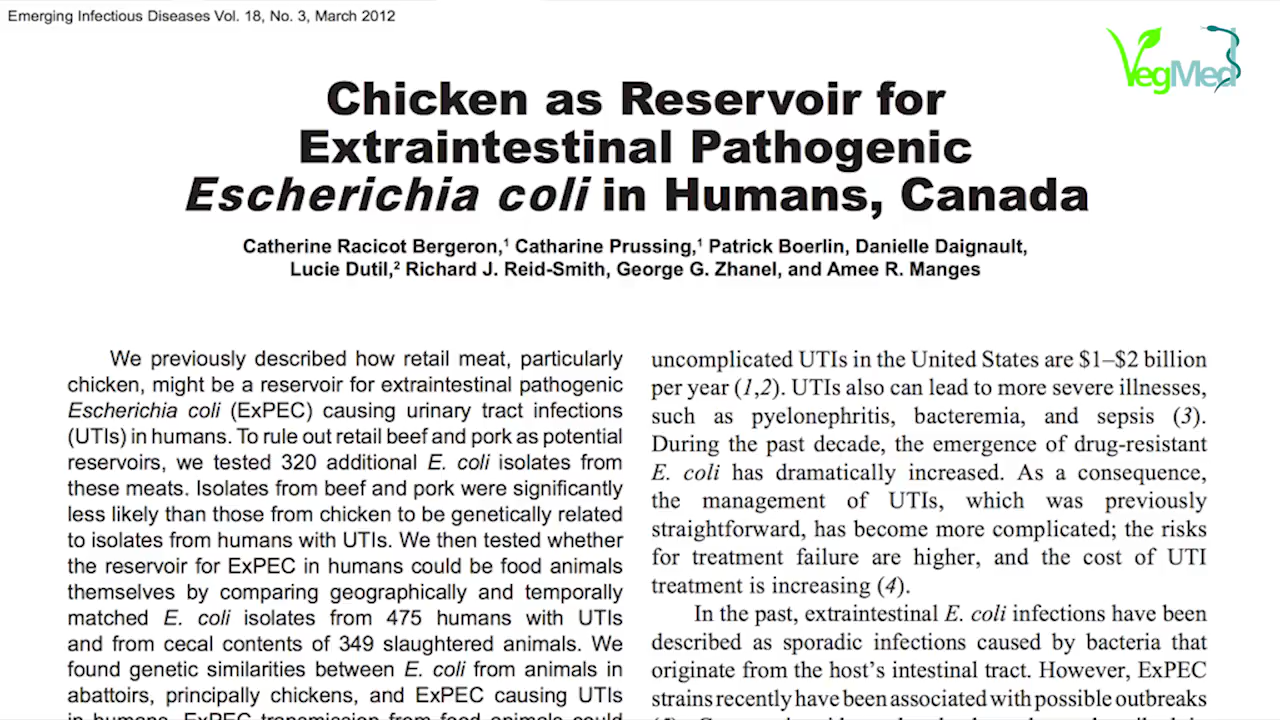 Emerging Infectious Diseases Vol. 18, No. 3, March 2012
VegMed
Chicken as Reservoir for
Extraintestinal Pathogenic
Escherichia coli in Humans, Canada
Catherine Racicot Bergeron,¹ Catharine Prussing,¹ Patrick Boerlin, Danielle Daignault,
Lucie Dutil,² Richard J. Reid-Smith, George G. Zhanel, and Amee R. Manges
We previously described how retail meat, particularly
chicken, might be a reservoir for extraintestinal pathogenic
Escherichia coli (ExPEC) causing urinary tract infections
(UTIs) in humans. To rule out retail beef and pork as potential
reservoirs, we tested 320 additional E. coli isolates from
these meats. Isolates from beef and pork were significantly
less likely than those from chicken to be genetically related
to isolates from humans with UTIs. We then tested whether
the reservoir for ExPEC in humans could be food animals
themselves by comparing geographically and temporally
matched E. coli isolates from 475 humans with UTIs
and from cecal contents of 349 slaughtered animals. We
found genetic similarities between E. coli from animals in
abattoirs, principally chickens, and ExPEC causing UTIs
in humans. ExPEC transmission from food animals could
uncomplicated UTIs in the United States are $1–$2 billion
per year (1,2). UTIs also can lead to more severe illnesses,
such as pyelonephritis, bacteremia, and sepsis (3).
During the past decade, the emergence of drug-resistant
E. coli has dramatically increased. As a consequence,
the management of UTIs, which was previously
straightforward, has become more complicated; the risks
for treatment failure are higher, and the cost of UTI
treatment is increasing (4).
In the past, extraintestinal E. coli infections have been
described as sporadic infections caused by bacteria that
originate from the host's intestinal tract. However, ExPEC
strains recently have been associated with possible outbreaks